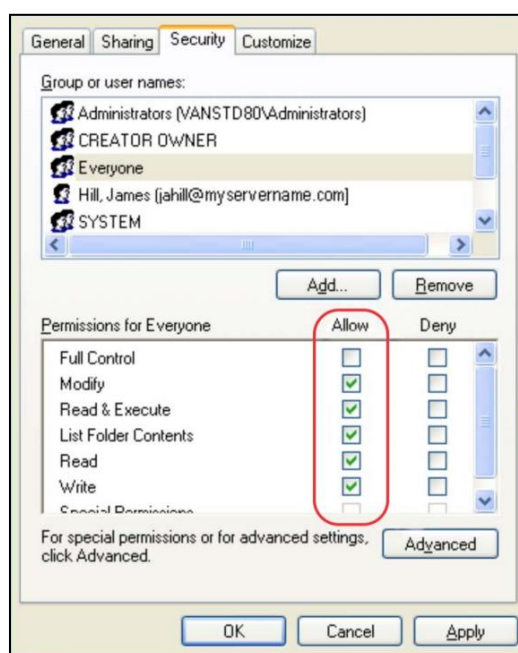 General Sharing Security Customize
Group or user names:
Administrators (VANSTD80\Administrators)
CREATOR OWNER
Everyone
Hill, James (jahill@myservername.com)
SYSTEM
Add... Remove
Permissions for Everyone Allow Deny
Full Control
Modify
Read & Execute
List Folder Contents
Read
Write
Special Permissions
For special permissions or for advanced settings, Advanced
click Advanced.
OK Cancel Apply